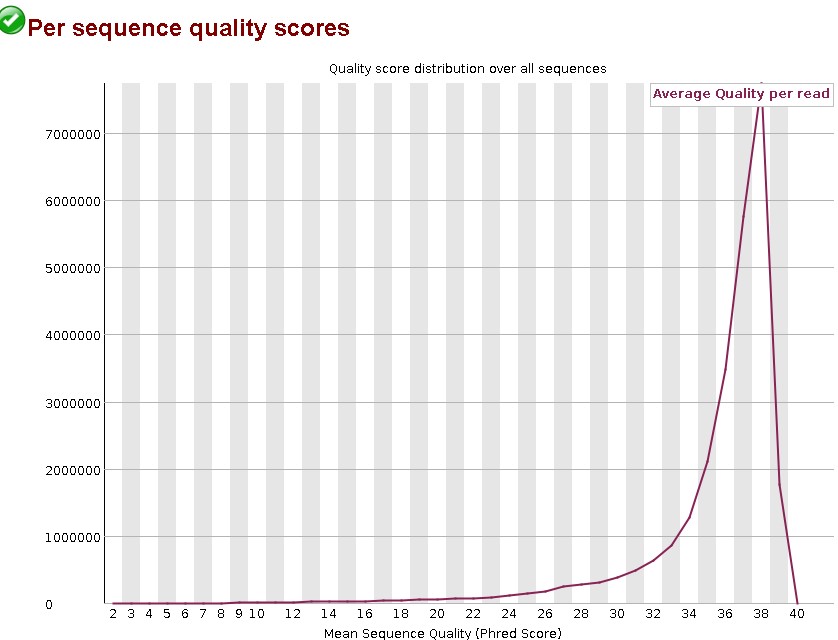 Per sequence quality scores
Quality score distribution over all sequences
Average Quality per read
7000000
6000000
5000000
4000000
3000000
2000000
1000000
0
2 3 4 5 6 7 8 9 10 12 14 16 18 20 22 24 26 28 30 32 34 36 38 40
Mean Sequence Quality (Phred Score)